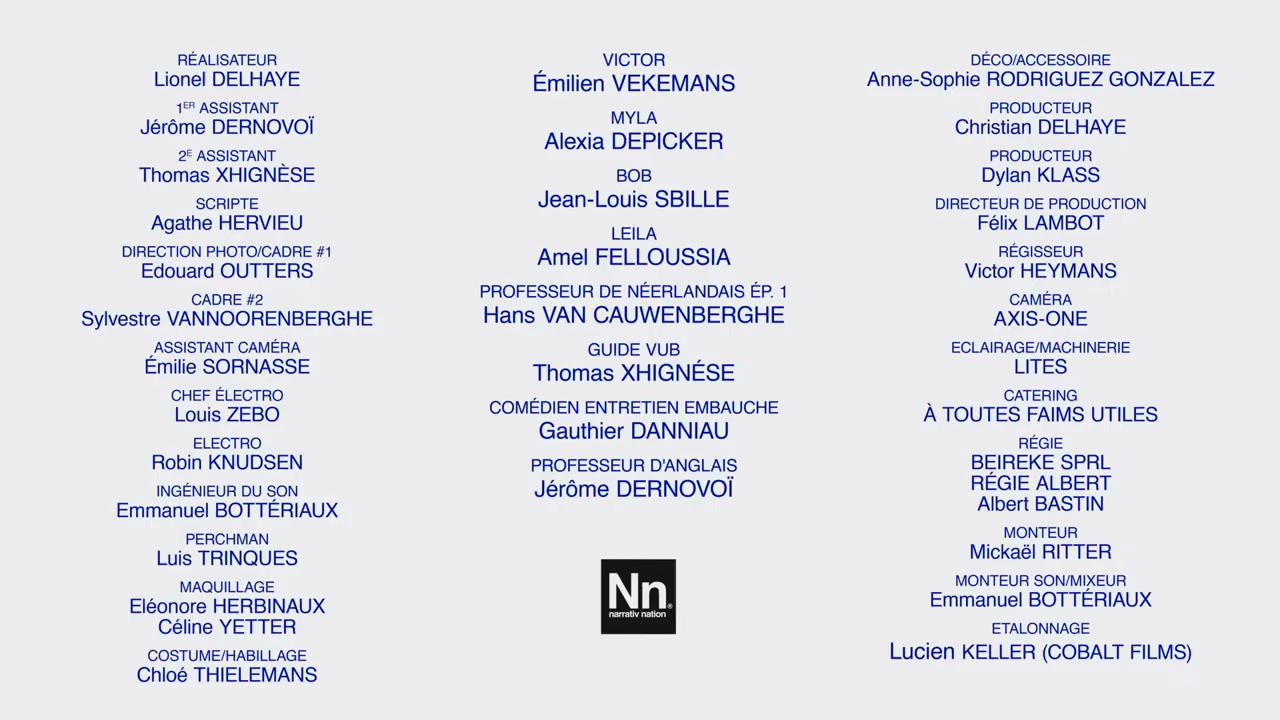 RÉALISATEUR
Lionel DELHAYE
1ER ASSISTANT
Jérôme DERNOVOÏ
2E ASSISTANT
Thomas XHIGNÈSE
SCRIPTE
Agathe HERVIEU
DIRECTION PHOTO/CADRE #1
Edouard OUTTERS
CADRE #2
Sylvestre VANNOORENBERGHE
ASSISTANT CAMÉRA
Émilie SORNASSE
CHEF ÉLECTRO
Louis ZEBO
ELECTRO
Robin KNUDSEN
INGÉNIEUR DU SON
Emmanuel BOTTÉRIAUX
PERCHMAN
Luis TRINQUES
MAQUILLAGE
Eléonore HERBINAUX
Céline YETTER
COSTUME/HABILLAGE
Chloé THIELEMANS
VICTOR
Émilien VEKEMANS
MYLA
Alexia DEPICKER
BOB
Jean-Louis SBILLE
LEILA
Amel FELLOUSSIA
PROFESSEUR DE NÉERLANDAIS ÉP. 1
Hans VAN CAUWENBERGHE
GUIDE VUB
Thomas XHIGNÉSE
COMÉDIEN ENTRETIEN EMBAUCHE
Gauthier DANNIAU
PROFESSEUR D'ANGLAIS
Jérôme DERNOVOÏ
Nn®
narrativ nation
DÉCO/ACCESSOIRE
Anne-Sophie RODRIGUEZ GONZALEZ
PRODUCTEUR
Christian DELHAYE
PRODUCTEUR
Dylan KLASS
DIRECTEUR DE PRODUCTION
Félix LAMBOT
RÉGISSEUR
Victor HEYMANS
CAMÉRA
AXIS-ONE
ECLAIRAGE/MACHINERIE
LITES
CATERING
À TOUTES FAIMS UTILES
RÉGIE
BEIREKE SPRL
RÉGIE ALBERT
Albert BASTIN
MONTEUR
Mickaël RITTER
MONTEUR SON/MIXEUR
Emmanuel BOTTÉRIAUX
ETALONNAGE
Lucien KELLER (COBALT FILMS)